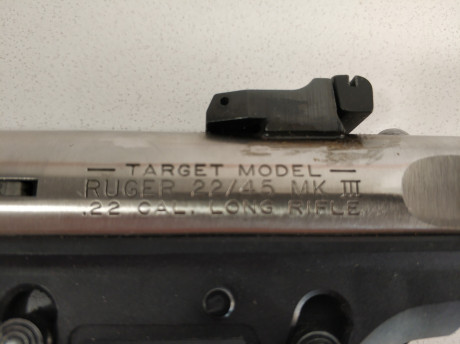 — TARGET MODEL —
RUGER 22/45 MK III
.22 CAL. LONG RIFLE